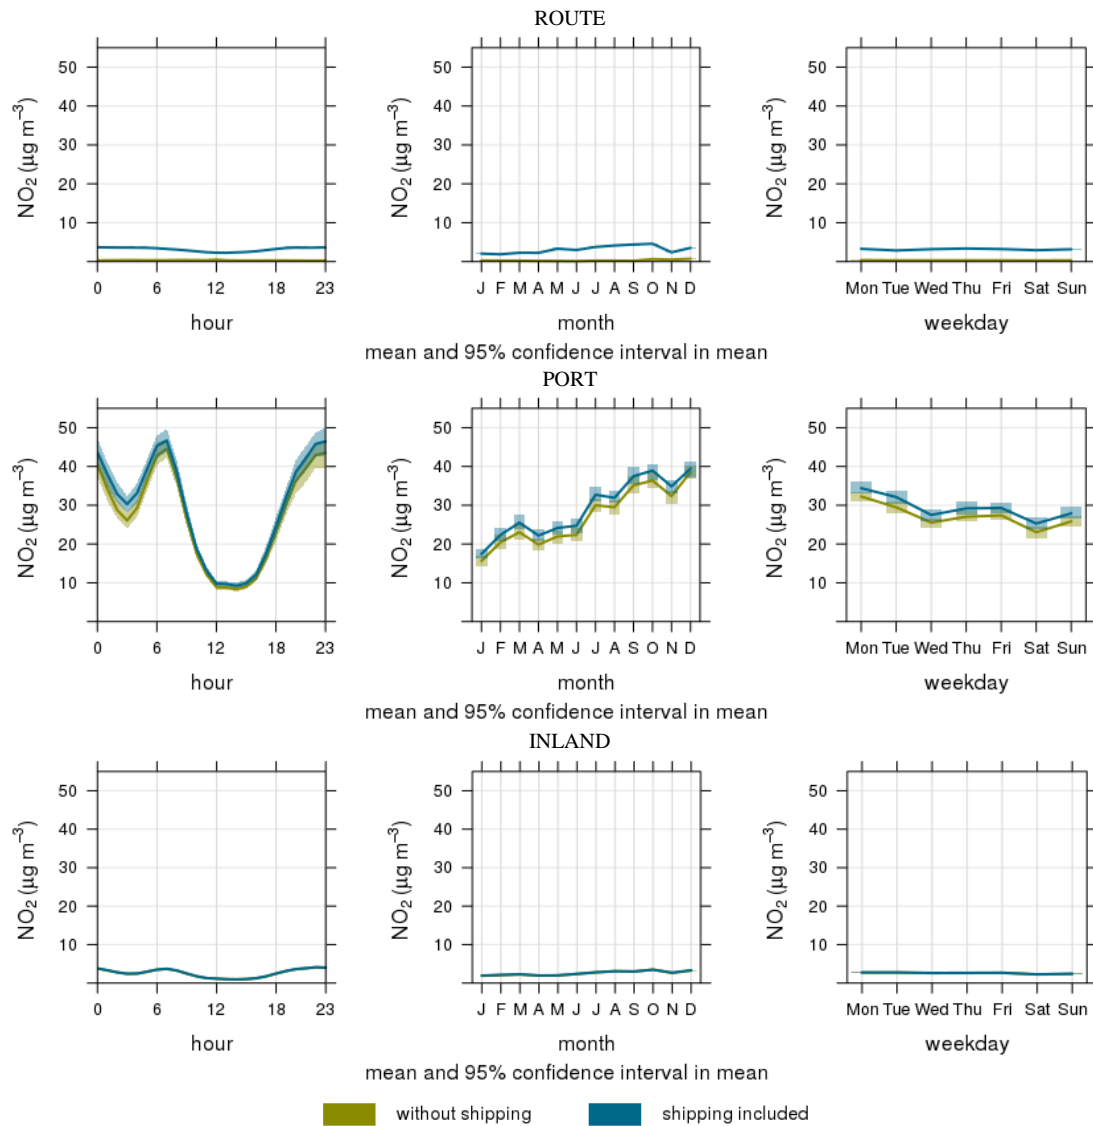 ROUTE
NO₂ (µg m⁻³)
50
40
30
20
10
0 6 12 18 23
hour
NO₂ (µg m⁻³)
50
40
30
20
10
J F M A M J J A S O N D
month
NO₂ (µg m⁻³)
50
40
30
20
10
Mon Tue Wed Thu Fri Sat Sun
weekday
mean and 95% confidence interval in mean
PORT
NO₂ (µg m⁻³)
50
40
30
20
10
0 6 12 18 23
hour
NO₂ (µg m⁻³)
50
40
30
20
10
J F M A M J J A S O N D
month
NO₂ (µg m⁻³)
50
40
30
20
10
Mon Tue Wed Thu Fri Sat Sun
weekday
mean and 95% confidence interval in mean
INLAND
NO₂ (µg m⁻³)
50
40
30
20
10
0 6 12 18 23
hour
NO₂ (µg m⁻³)
50
40
30
20
10
J F M A M J J A S O N D
month
NO₂ (µg m⁻³)
50
40
30
20
10
Mon Tue Wed Thu Fri Sat Sun
weekday
mean and 95% confidence interval in mean
without shipping shipping included